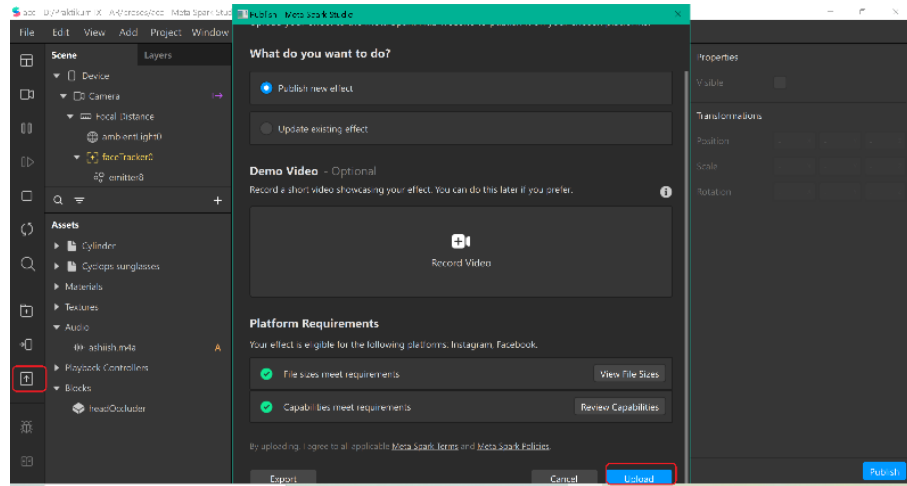 File Edit View Add Project Window
Publish - Meta Spark Studio
Scene
Layers
Device
Camera
Focal Distance
ambientLight0
faceTracker0
emitter8
Assets
Cylinder
Cyclops sunglasses
Materials
Textures
Audio
ashiish.m4a
A
Playback Controllers
Blocks
headOccluder
What do you want to do?
Publish new effect
Update existing effect
Demo Video - Optional
Record a short video showcasing your effect. You can do this later if you prefer.
Record Video
Platform Requirements
Your effect is eligible for the following platforms: Instagram, Facebook.
File sizes meet requirements
View File Sizes
Capabilities meet requirements
Review Capabilities
By uploading, I agree to all applicable Meta Spark Terms and Meta Spark Policies.
Export
Cancel
Upload
Properties
Visible
Transformations
Position
Scale
Rotation
Publish